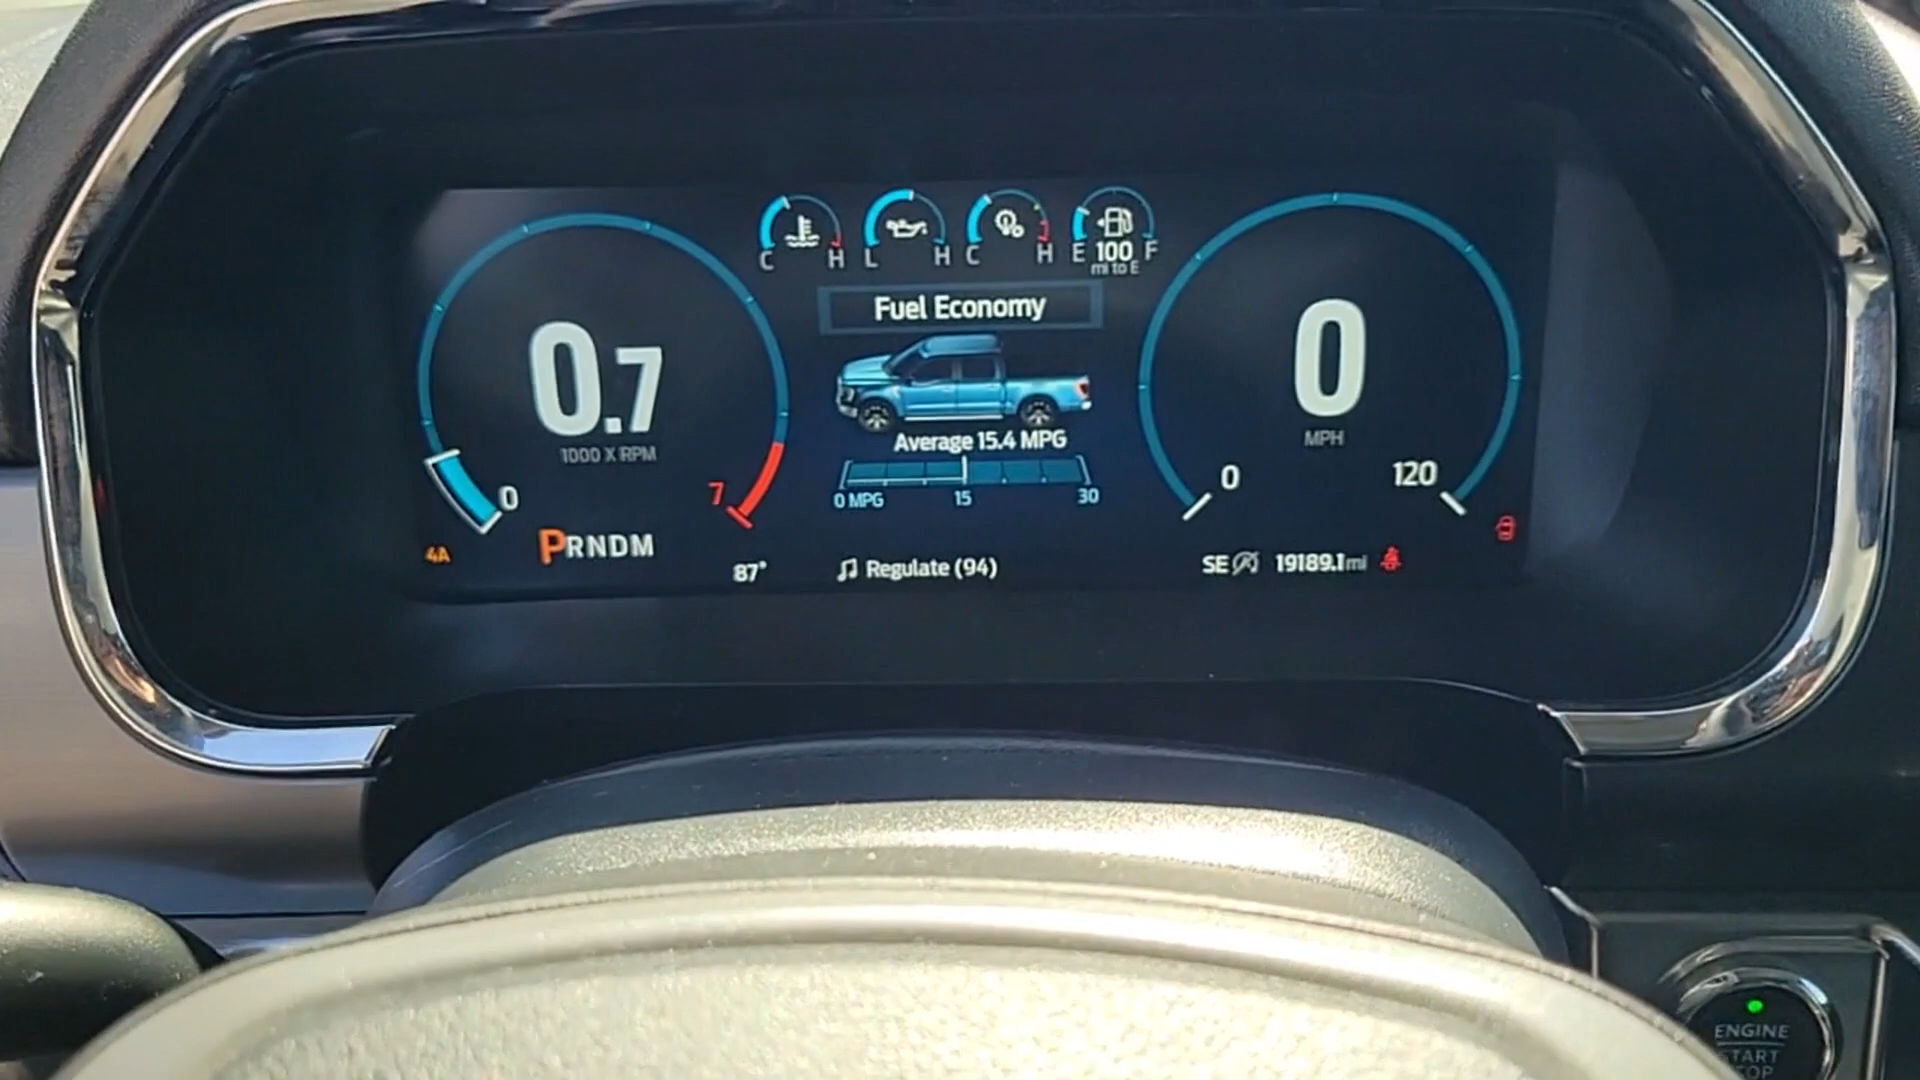 C H L H C H E 100 F
mi to E
Fuel Economy
0.7
1000 X RPM
0
7
Average 15.4 MPG
0 MPG 15 30
0
MPH
0 120
4A
PRNDM
87°
Regulate (94)
SE 19189.1 mi
ENGINE
START
STOP